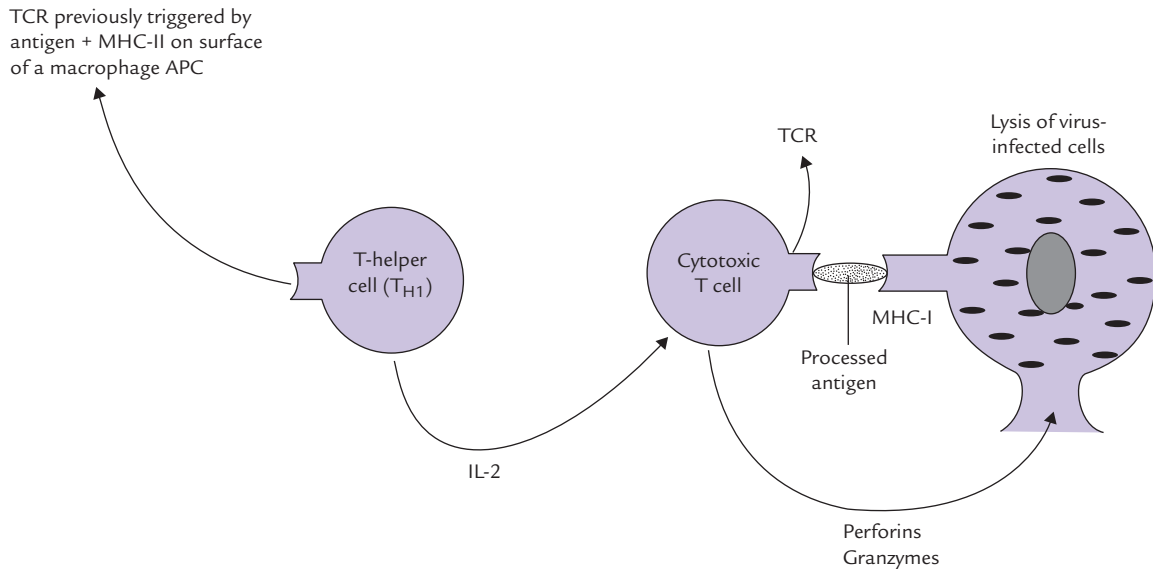 TCR previously triggered by
antigen + MHC-II on surface
of a macrophage APC
T-helper
cell (TH1)
IL-2
Cytotoxic
T cell
TCR
Processed
antigen
MHC-I
Lysis of virus-
infected cells
Perforins
Granzymes